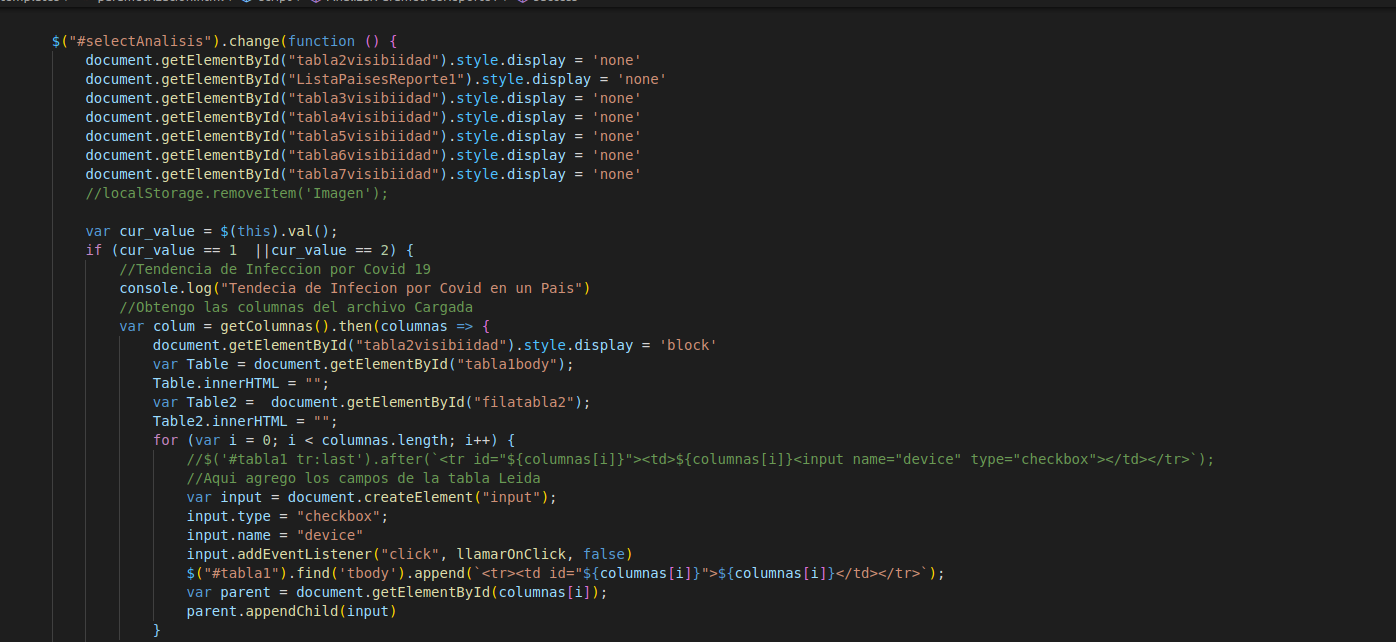 $("#selectAnalisis").change(function () {
document.getElementById("tabla2visibiidad").style.display = 'none'
document.getElementById("ListaPaisesReporte1").style.display = 'none'
document.getElementById("tabla3visibiidad").style.display = 'none'
document.getElementById("tabla4visibiidad").style.display = 'none'
document.getElementById("tabla5visibiidad").style.display = 'none'
document.getElementById("tabla6visibiidad").style.display = 'none'
document.getElementById("tabla7visibiidad").style.display = 'none'
//localStorage.removeItem('Imagen');
var cur_value = $(this).val();
if (cur_value == 1  ||cur_value == 2) {
//Tendencia de Infeccion por Covid 19
console.log("Tendecia de Infecion por Covid en un Pais")
//Obtengo las columnas del archivo Cargada
var colum = getColumnas().then(columnas => {
document.getElementById("tabla2visibiidad").style.display = 'block'
var Table = document.getElementById("tabla1body");
Table.innerHTML = "";
var Table2 =  document.getElementById("filatabla2");
Table2.innerHTML = "";
for (var i = 0; i < columnas.length; i++) {
//$('#tabla1 tr:last').after(`<tr id="${columnas[i]}"><td>${columnas[i]}<input name="device" type="checkbox"></td></tr>`);
//Aqui agrego los campos de la tabla Leida
var input = document.createElement("input");
input.type = "checkbox";
input.name = "device"
input.addEventListener("click", llamarOnClick, false)
$("#tabla1").find('tbody').append(`<tr><td id="${columnas[i]}">${columnas[i]}</td></tr>`);
var parent = document.getElementById(columnas[i]);
parent.appendChild(input)
}